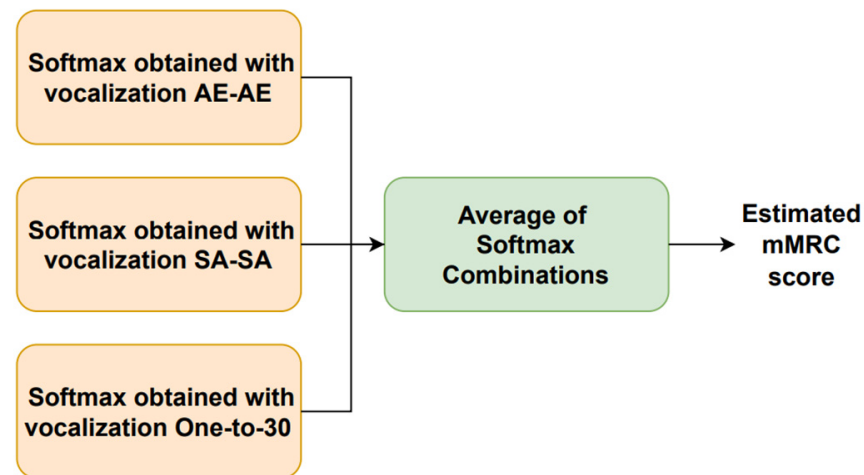 Softmax obtained with
vocalization AE-AE
Softmax obtained with
vocalization SA-SA
Softmax obtained with
vocalization One-to-30
Average of
Softmax
Combinations
Estimated
mMRC
score